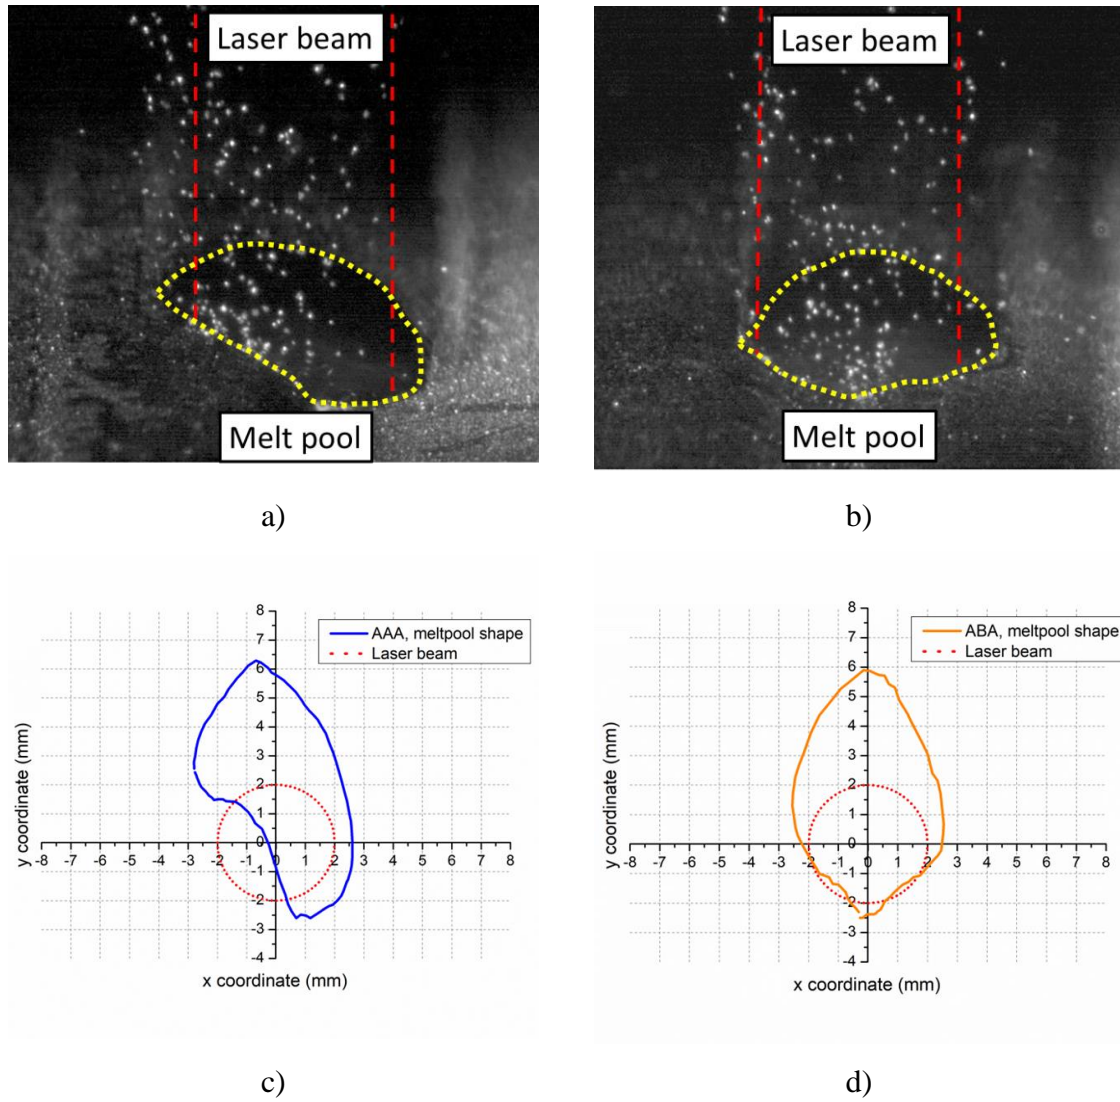 Laser beam
Laser beam
Melt pool
Melt pool
a)
b)
8
7
6
5
4
3
2
1
0
-1
-2
-3
-4
-8 -7 -6 -5 -4 -3 -2 -1 0 1 2 3 4 5 6 7 8
AAA, meltpool shape
Laser beam
y coordinate (mm)
x coordinate (mm)
8
7
6
5
4
3
2
1
0
-1
-2
-3
-4
-8 -7 -6 -5 -4 -3 -2 -1 0 1 2 3 4 5 6 7 8
ABA, meltpool shape
Laser beam
y coordinate (mm)
x coordinate (mm)
c)
d)